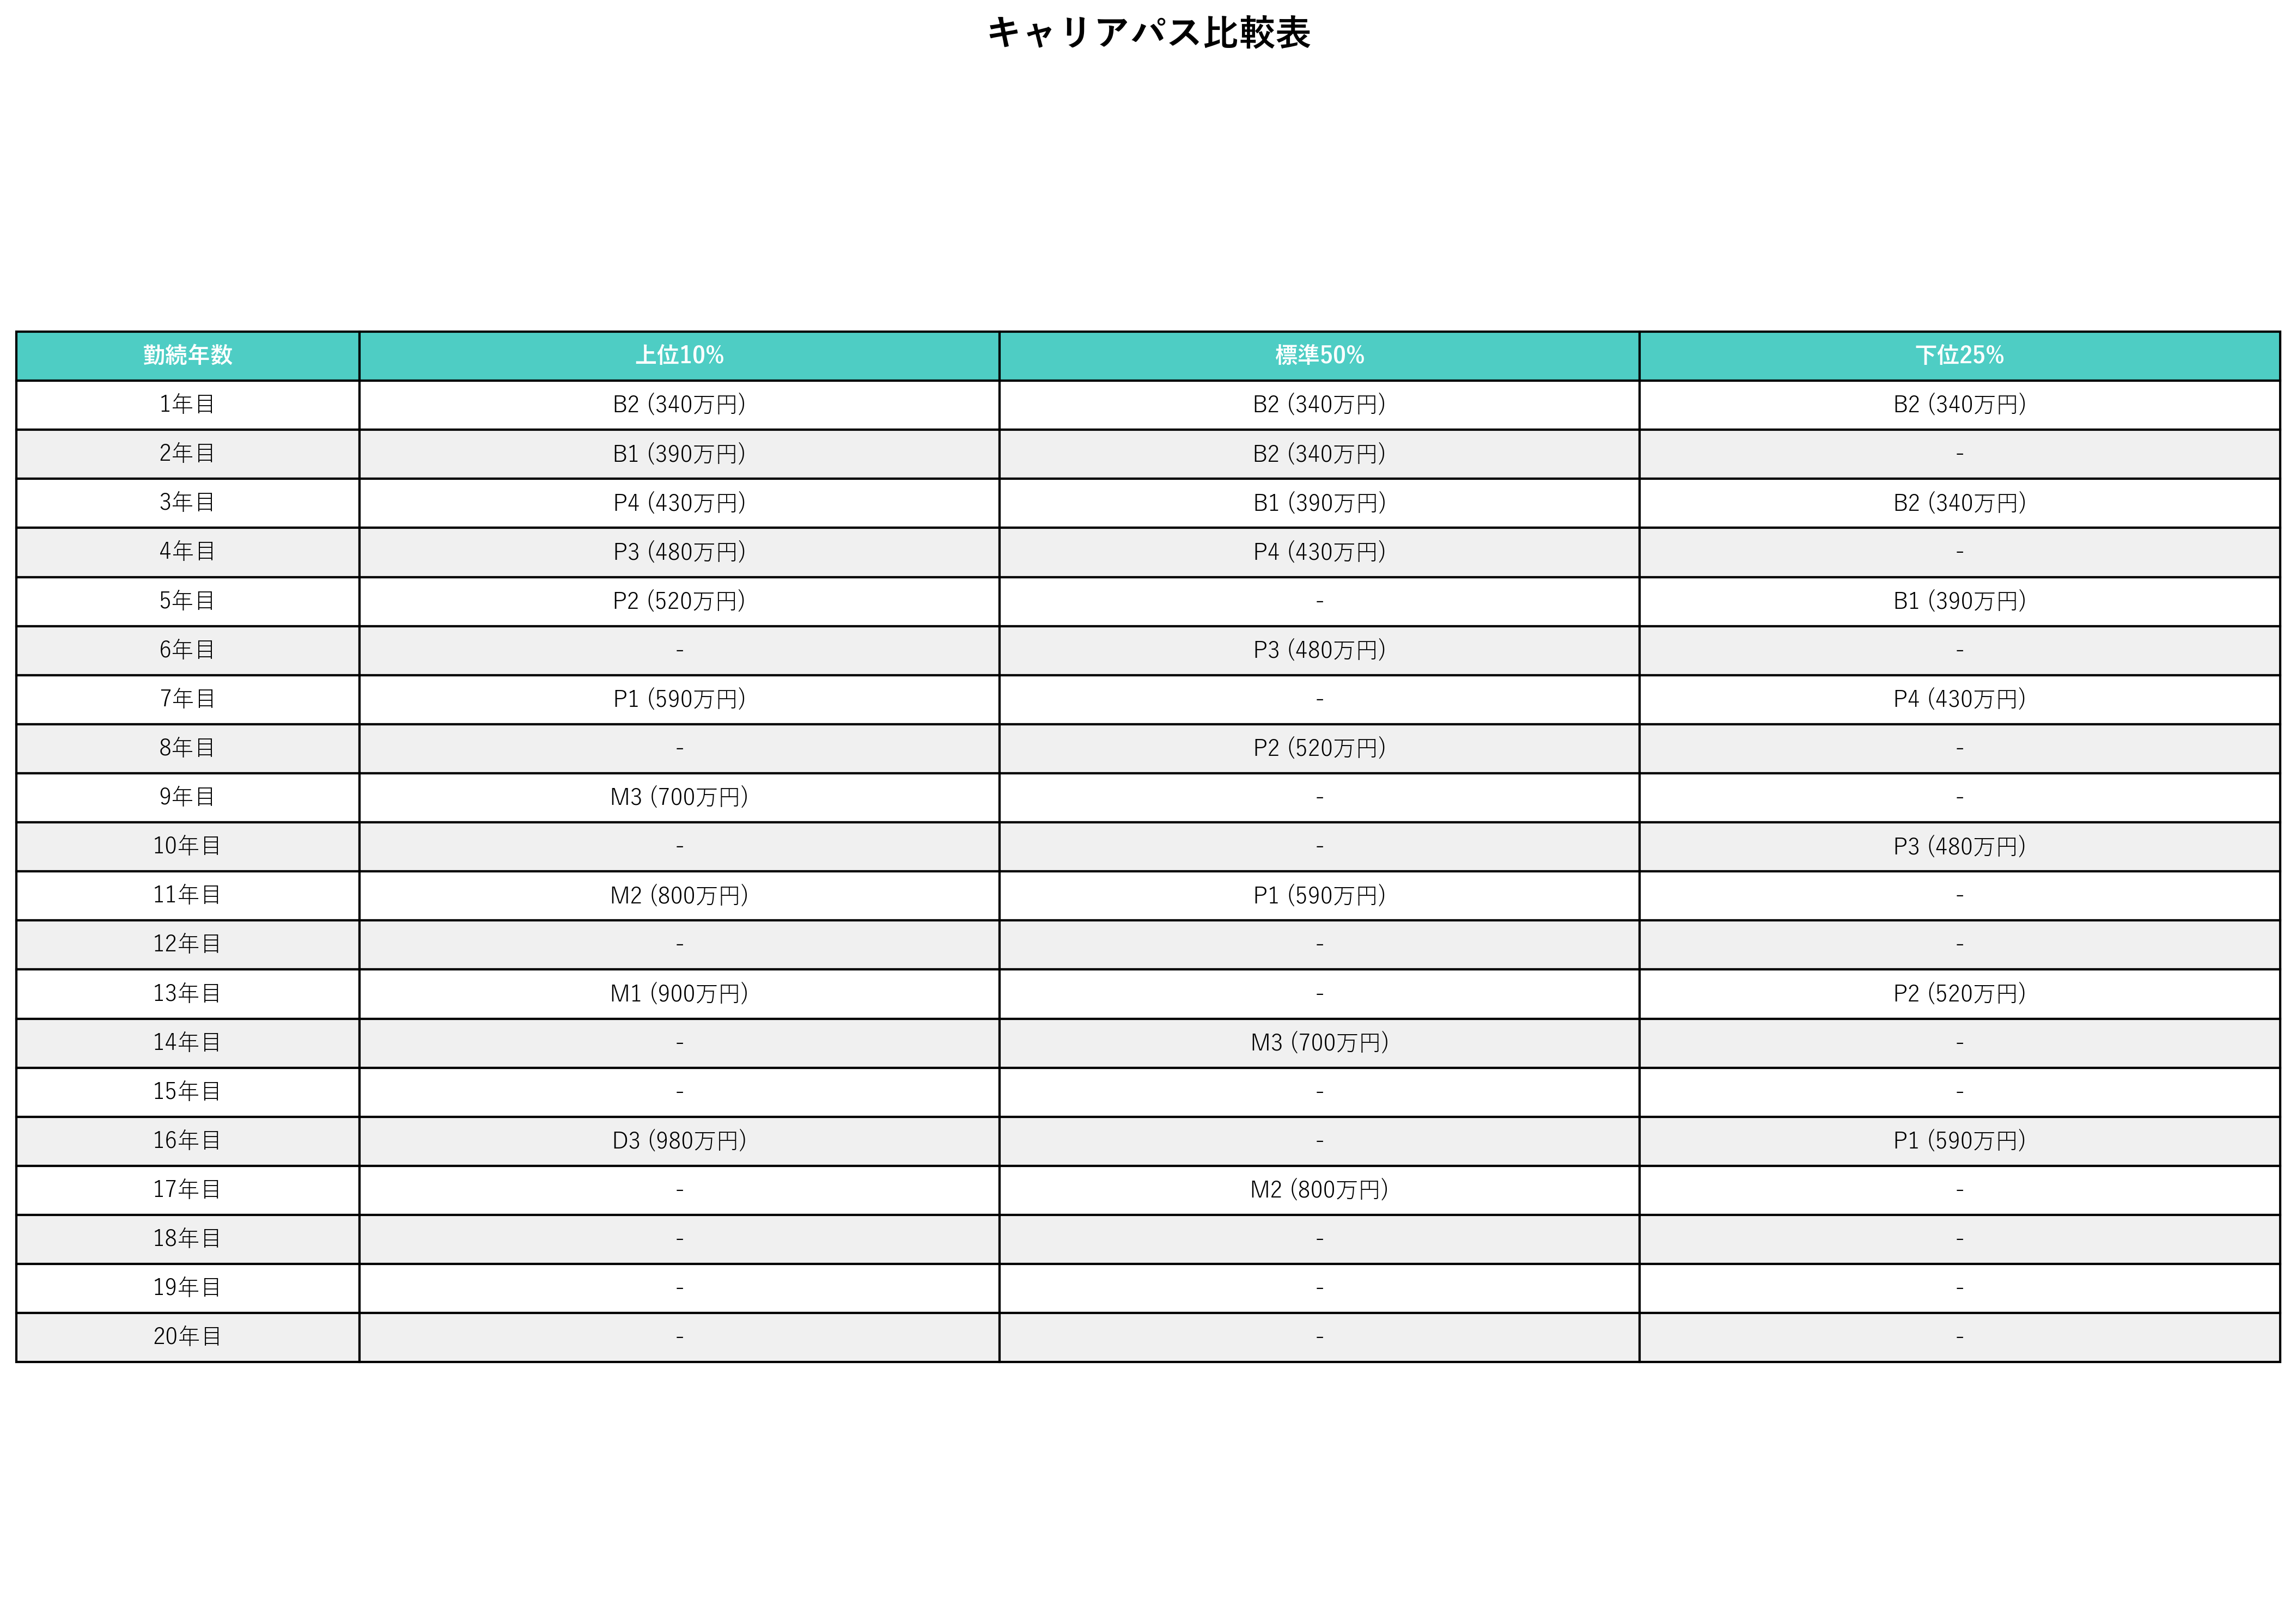 キャリアパス比較表
勤続年数 上位10% 標準50% 下位25%
1年目 B2 (340万円) B2 (340万円) B2 (340万円)
2年目 B1 (390万円) B2 (340万円) -
3年目 P4 (430万円) B1 (390万円) B2 (340万円)
4年目 P3 (480万円) P4 (430万円) -
5年目 P2 (520万円) - B1 (390万円)
6年目 - P3 (480万円) -
7年目 P1 (590万円) - P4 (430万円)
8年目 - P2 (520万円) -
9年目 M3 (700万円) - -
10年目 - - P3 (480万円)
11年目 M2 (800万円) P1 (590万円) -
12年目 - - -
13年目 M1 (900万円) - P2 (520万円)
14年目 - M3 (700万円) -
15年目 - - -
16年目 D3 (980万円) - P1 (590万円)
17年目 - M2 (800万円) -
18年目 - - -
19年目 - - -
20年目 - - -